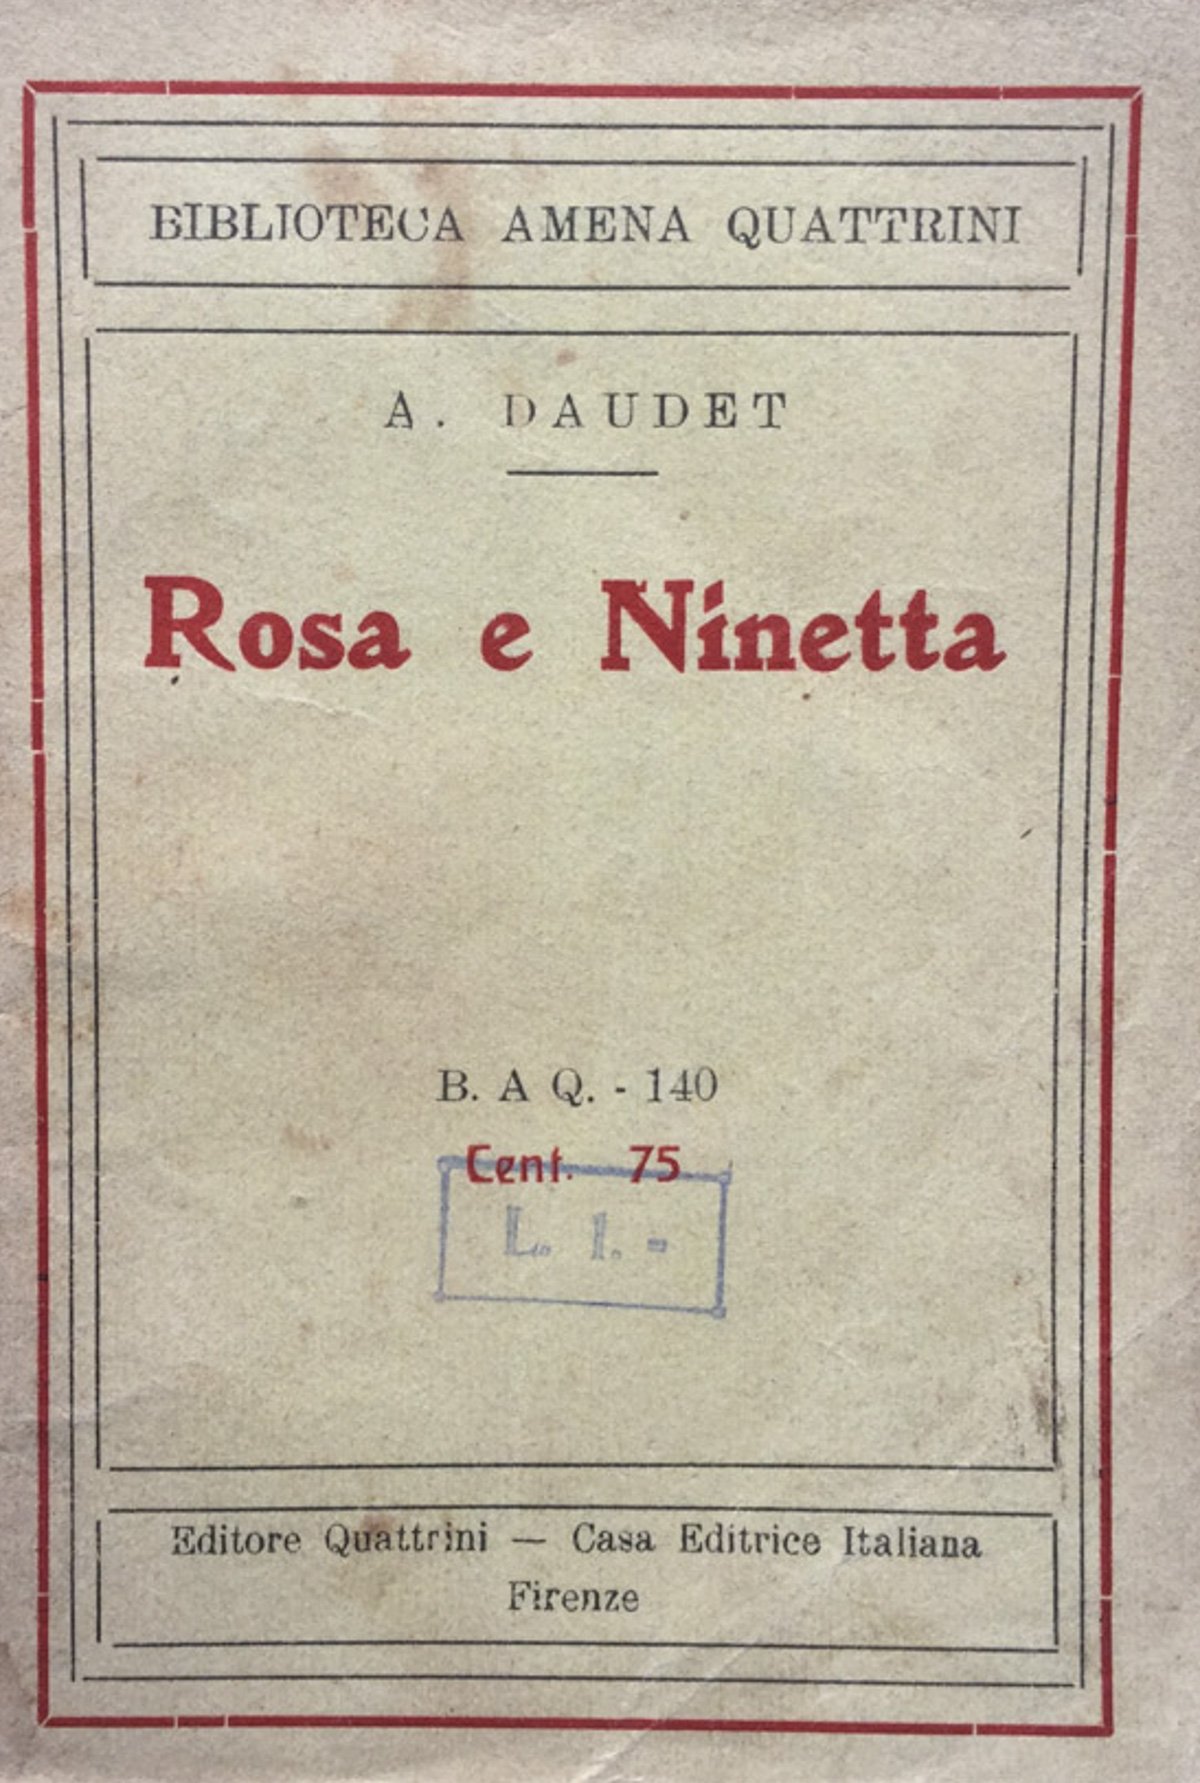 BIBLIOTECA AMENA QUATTRINI
A. DAUDET
Rosa e Ninetta
B. A Q. - 140
Cent. 75
L. 1. -
Editore Quattrini — Casa Editrice Italiana
Firenze